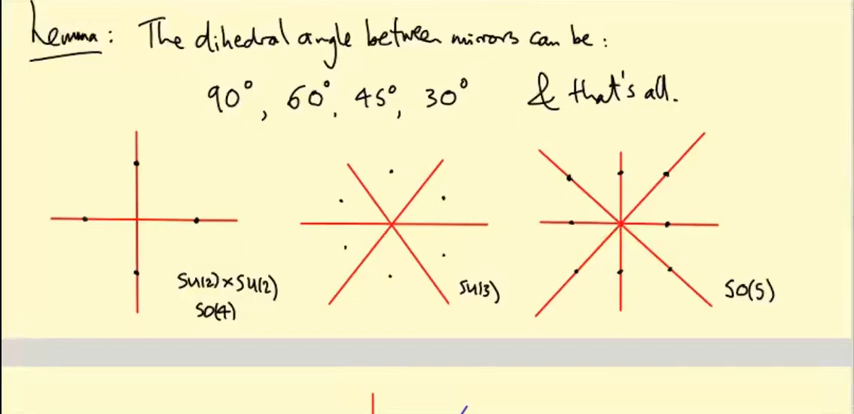 Lemma: The dihedral angle between mirrors can be:
90°, 60°, 45°, 30° & that's all.
SU(2)×SU(2)
SO(4)
SU(3)
SO(5)